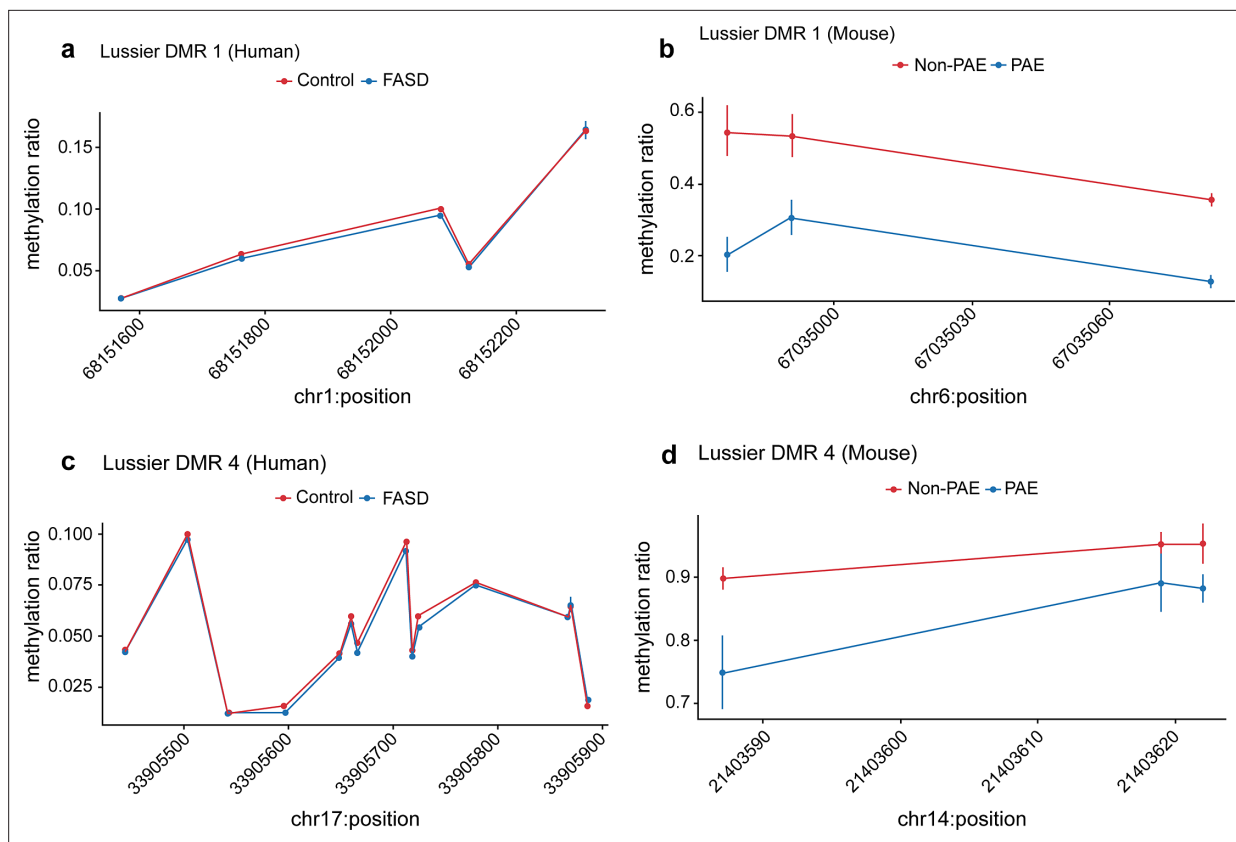 a Lussier DMR 1 (Human)
Control FASD
methylation ratio
0.15
0.10
0.05
68151600
68151800
68152000
68152200
chr1:position
b Lussier DMR 1 (Mouse)
Non-PAE PAE
methylation ratio
0.6
0.4
0.2
67035000
67035030
67035060
chr6:position
c Lussier DMR 4 (Human)
Control FASD
methylation ratio
0.100
0.075
0.050
0.025
33905500
33905600
33905700
33905800
33905900
chr17:position
d Lussier DMR 4 (Mouse)
Non-PAE PAE
methylation ratio
0.9
0.8
0.7
21403590
21403600
21403610
21403620
chr14:position